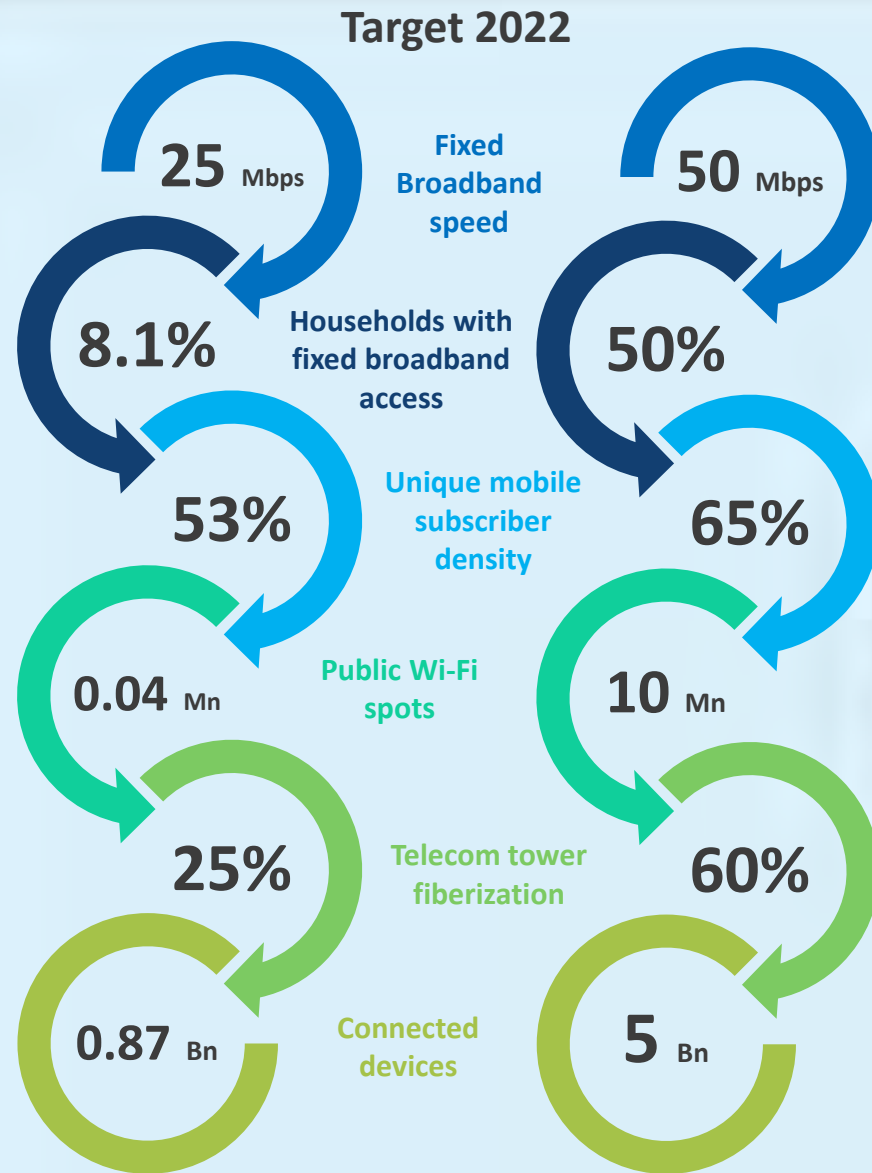 Target 2022
25 Mbps
Fixed
Broadband
speed
50 Mbps
8.1%
Households with
fixed broadband
access
50%
53%
Unique mobile
subscriber
density
65%
0.04 Mn
Public Wi-Fi
spots
10 Mn
25%
Telecom tower
fiberization
60%
0.87 Bn
Connected
devices
5 Bn